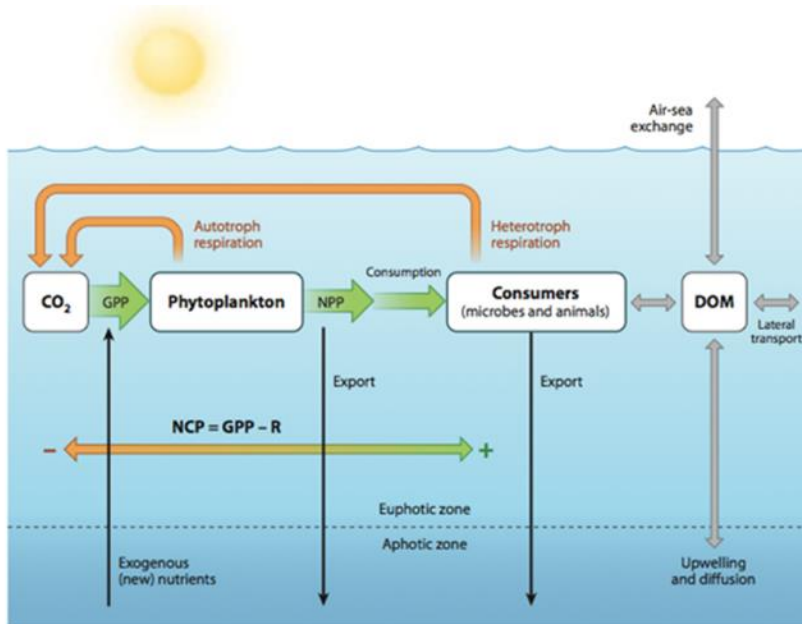 Air-sea
exchange
Autotroph
respiration
Heterotroph
respiration
CO₂
GPP
Phytoplankton
NPP
Consumption
Consumers
(microbes and animals)
DOM
Lateral
transport
Export
Export
NCP = GPP – R
–
+
Euphotic zone
Aphotic zone
Exogenous
(new) nutrients
Upwelling
and diffusion